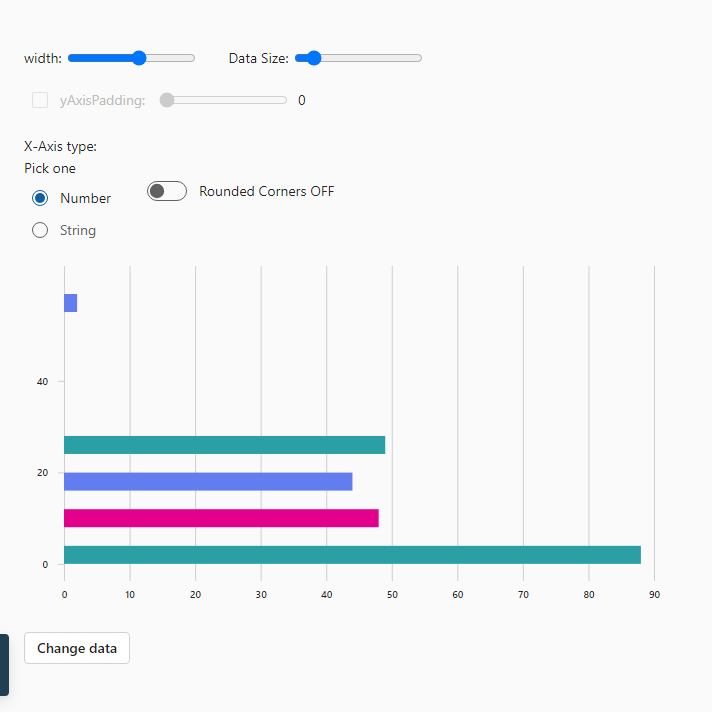 width: Data Size:
yAxisPadding: 0
X-Axis type:
Pick one
Number
Rounded Corners OFF
String
40
20
0
0 10 20 30 40 50 60 70 80 90
Change data